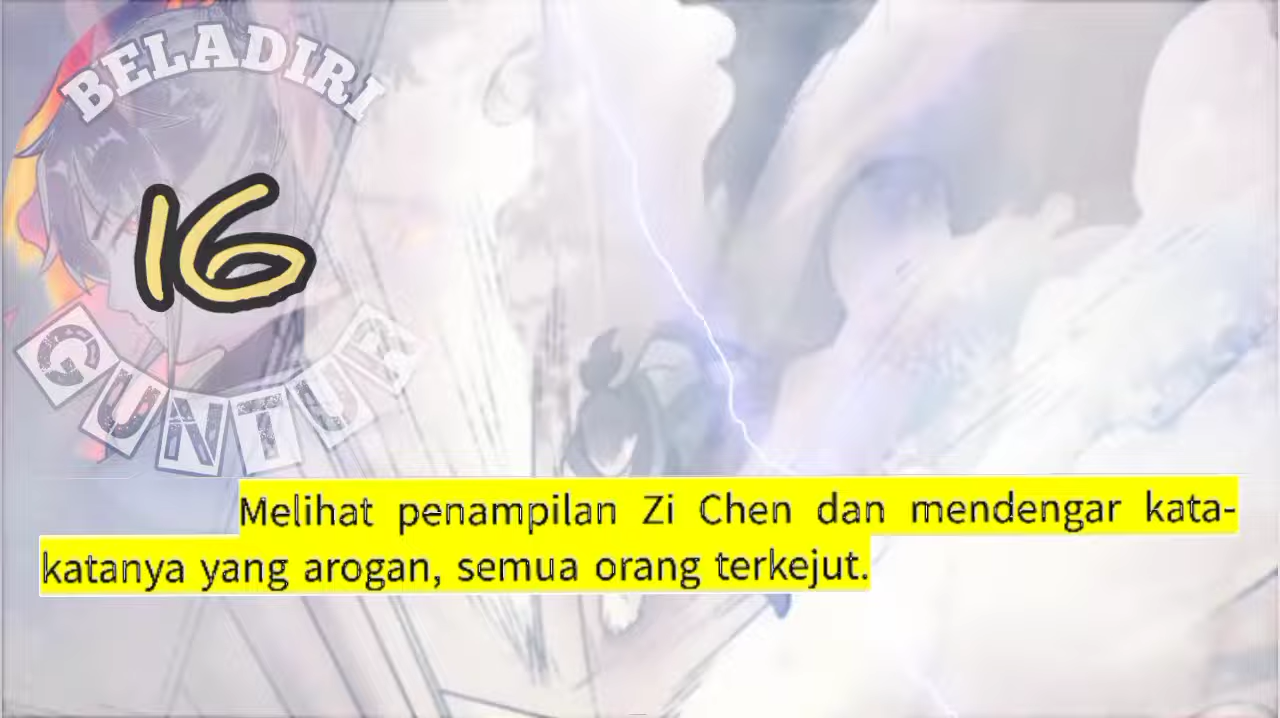 BELADIRI
16
GUNTUR
Melihat penampilan Zi Chen dan mendengar kata-
katanya yang arogan, semua orang terkejut.